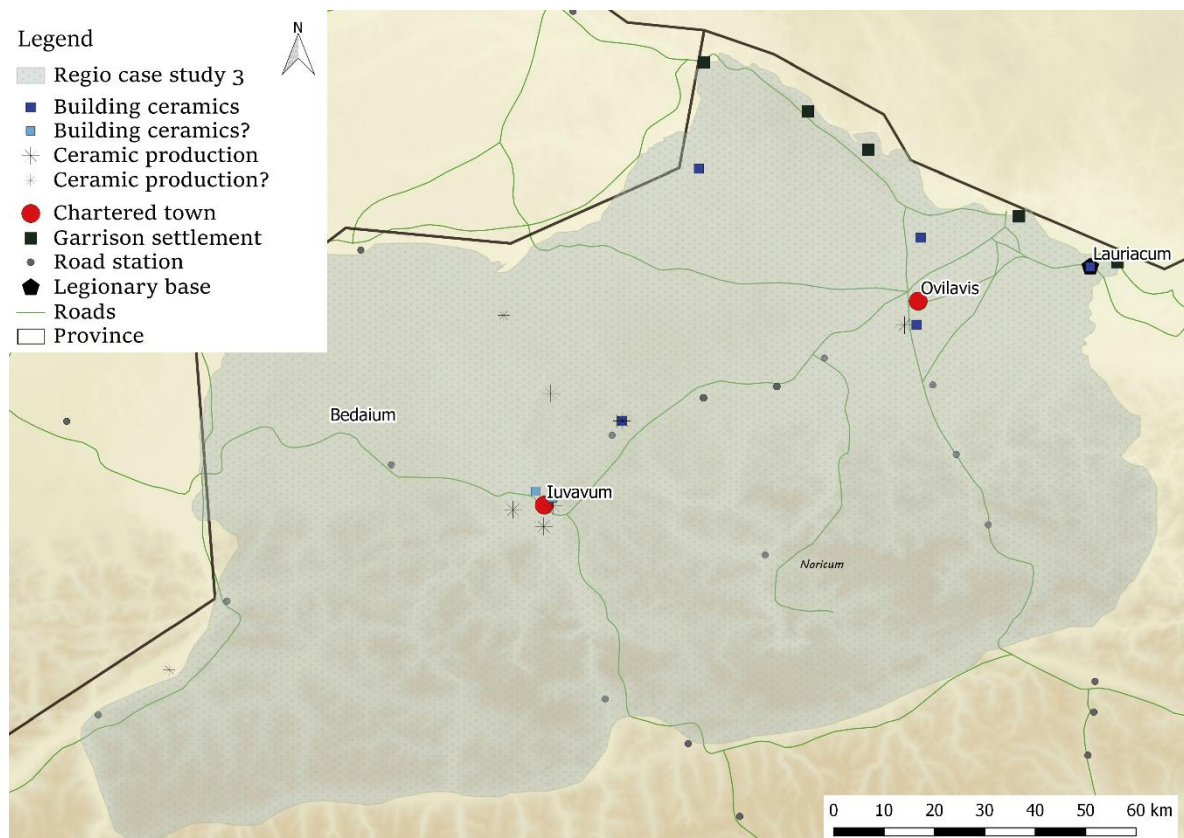 Legend
N
Regio case study 3
Building ceramics
Building ceramics?
Ceramic production
Ceramic production?
Chartered town
Garrison settlement
Road station
Legionary base
Roads
Province
Lauriacum
Ovilavis
Bedaium
Iuvavum
Noricum
0 10 20 30 40 50 60 km